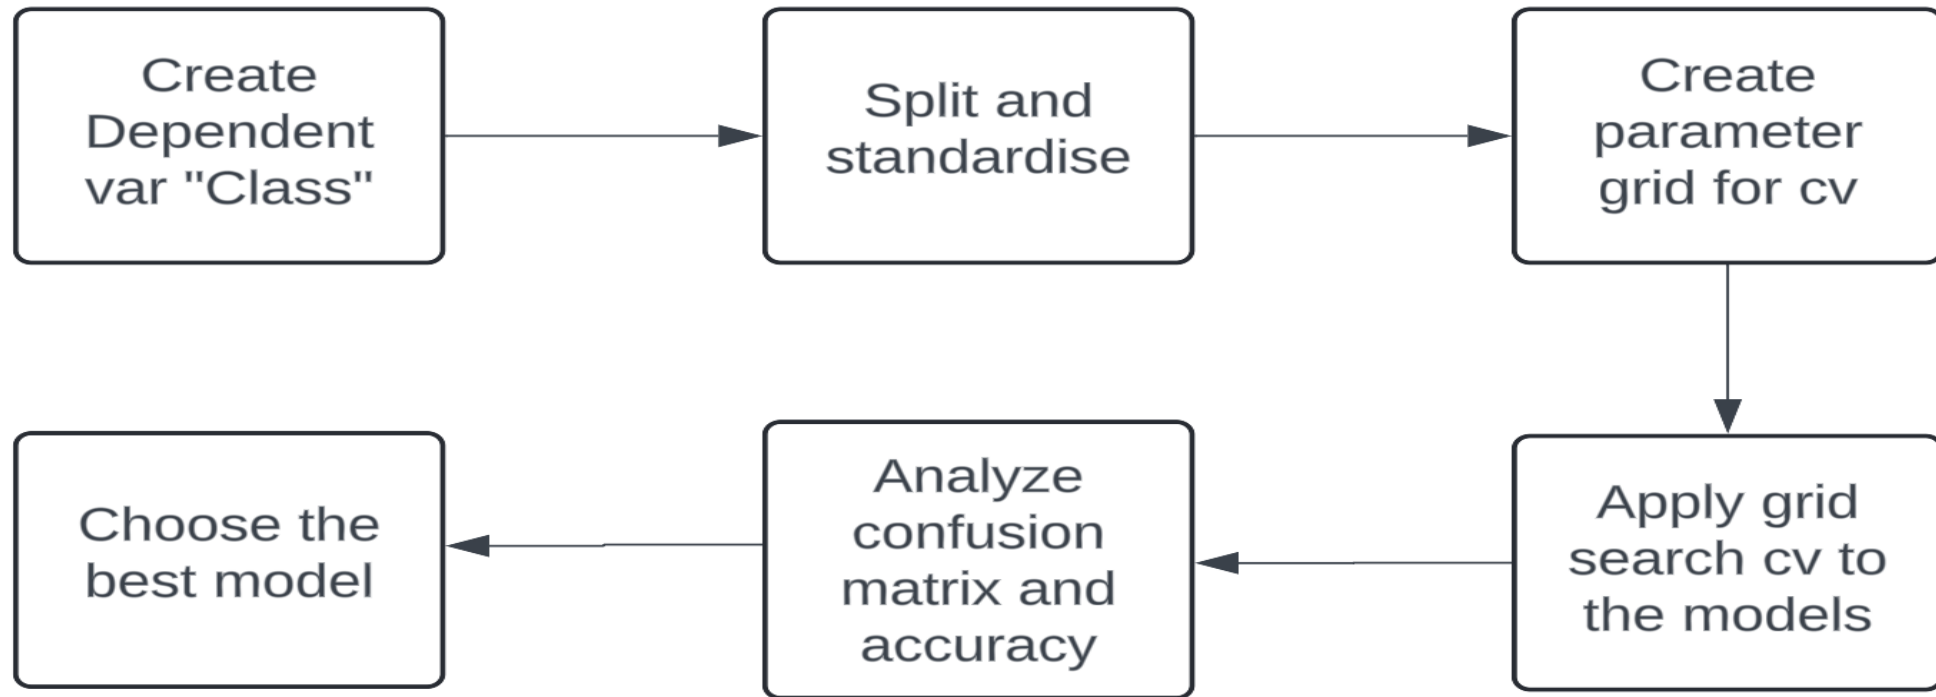 Create
Dependent
var "Class"
Split and
standardise
Create
parameter
grid for cv
Apply grid
search cv to
the models
Analyze
confusion
matrix and
accuracy
Choose the
best model